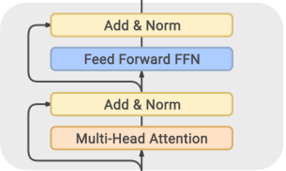 Add & Norm
Feed Forward FFN
Add & Norm
Multi-Head Attention